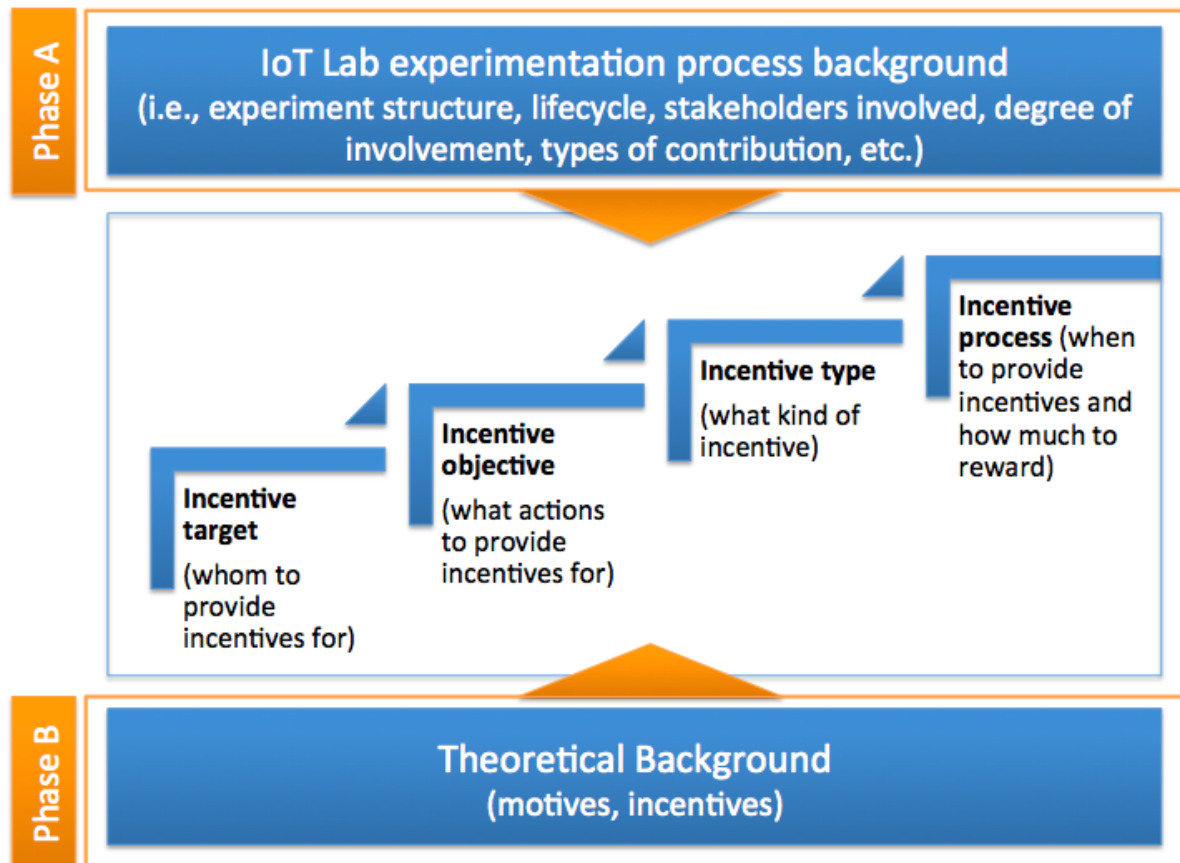 Phase A
IoT Lab experimentation process background
(i.e., experiment structure, lifecycle, stakeholders involved, degree of
involvement, types of contribution, etc.)
Incentive
target
(whom to
provide
incentives for)
Incentive
objective
(what actions
to provide
incentives for)
Incentive type
(what kind of
incentive)
Incentive
process (when
to provide
incentives and
how much to
reward)
Phase B
Theoretical Background
(motives, incentives)